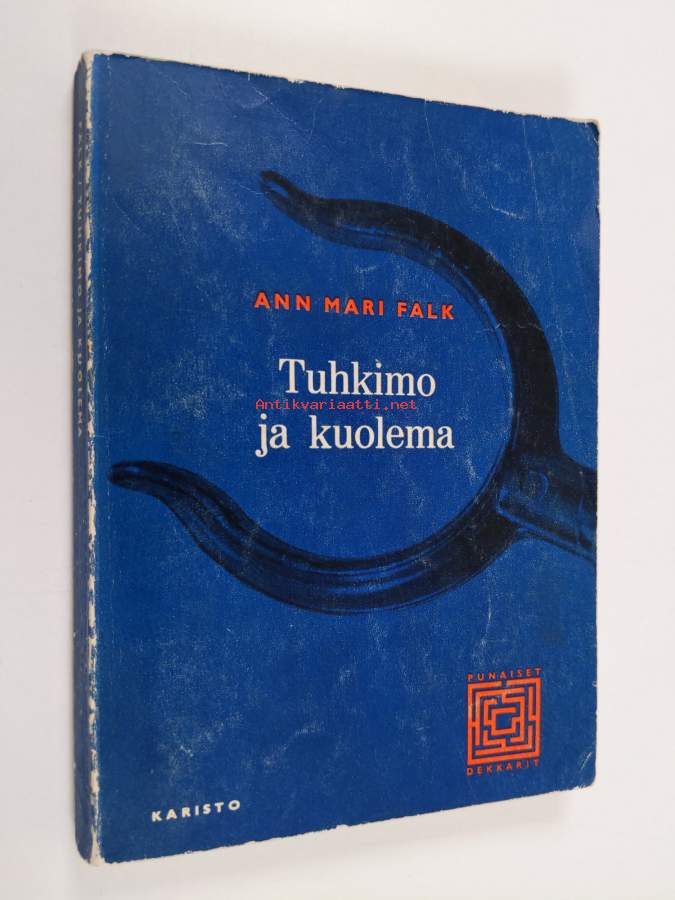 FALK / TUHKIMO JA KUOLEMA
ANN MARI FALK
Tuhkimo
Antikvariaatti.net
ja kuolema
PUNAISET
DEKKARIT
KARISTO